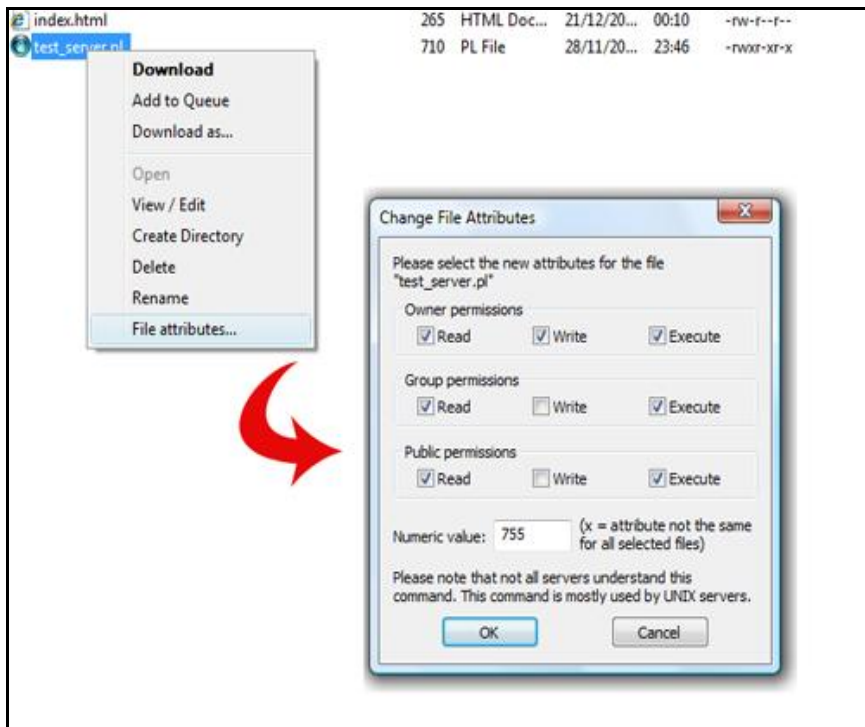 index.html 265 HTML Doc... 21/12/20... 00:10 -rw-r--r--
test_server.pl 710 PL File 28/11/20... 23:46 -rwxr-xr-x
Download
Add to Queue
Download as...
Open
View / Edit
Create Directory
Delete
Rename
File attributes...
Change File Attributes
Please select the new attributes for the file
"test_server.pl"
Owner permissions
Read Write Execute
Group permissions
Read Write Execute
Public permissions
Read Write Execute
Numeric value: 755 (x = attribute not the same
for all selected files)
Please note that not all servers understand this
command. This command is mostly used by UNIX servers.
OK Cancel